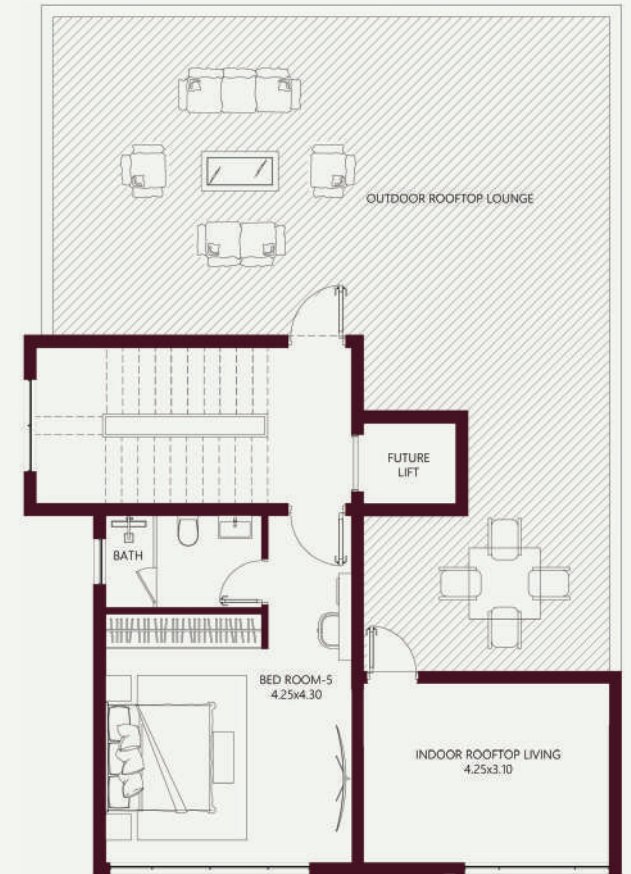 OUTDOOR ROOFTOP LOUNGE
FUTURE
LIFT
BATH
BED ROOM-5
4.25x4.30
INDOOR ROOFTOP LIVING
4.25x3.10